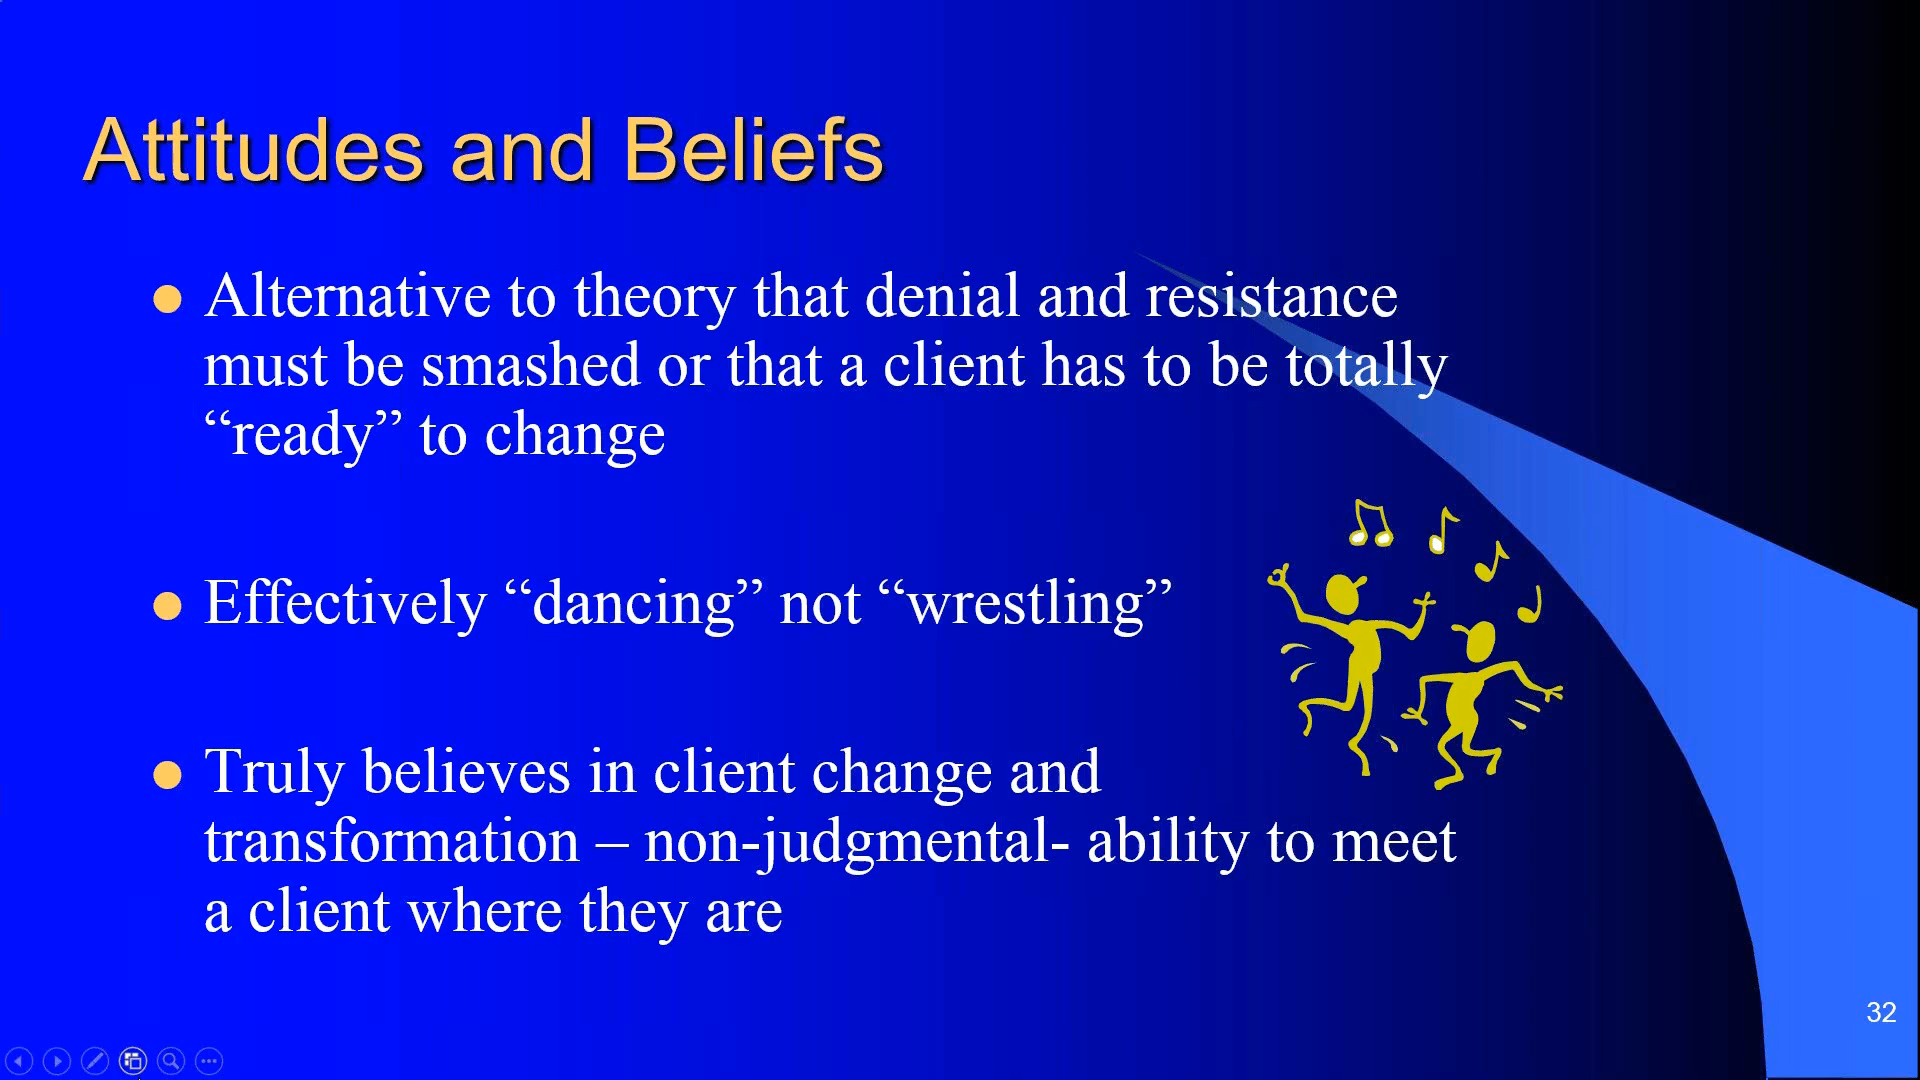 Attitudes and Beliefs
Alternative to theory that denial and resistance
must be smashed or that a client has to be totally
“ready” to change
Effectively “dancing” not “wrestling”
Truly believes in client change and
transformation – non-judgmental- ability to meet
a client where they are
32